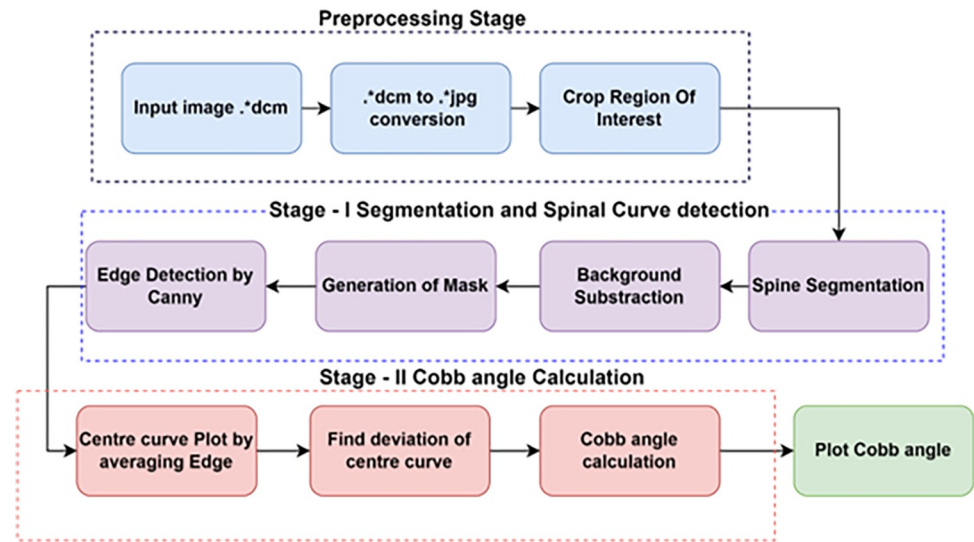 Preprocessing Stage
Input image .*dcm
.*dcm to .*jpg
conversion
Crop Region Of
Interest
Stage - I Segmentation and Spinal Curve detection
Edge Detection by
Canny
Generation of Mask
Background
Substraction
Spine Segmentation
Stage - II Cobb angle Calculation
Centre curve Plot by
averaging Edge
Find deviation of
centre curve
Cobb angle
calculation
Plot Cobb angle